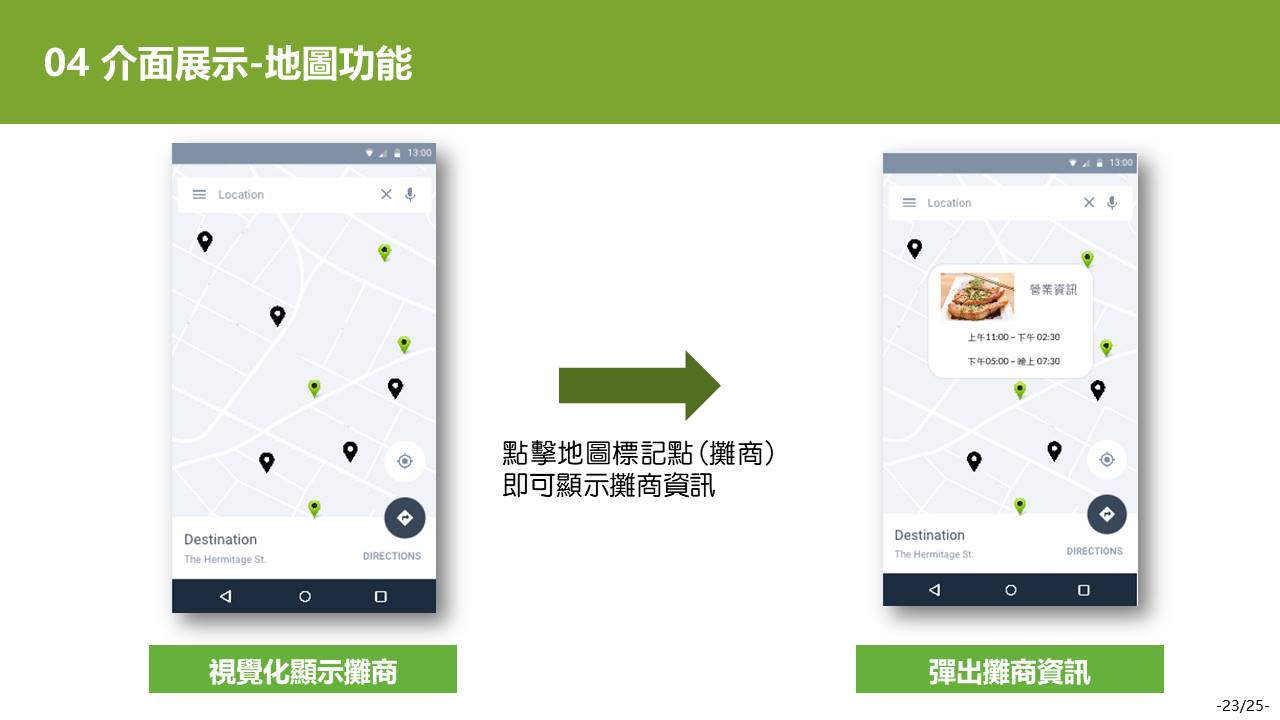 04 介面展示-地圖功能
13:00
Location
Destination
The Hermitage St.
DIRECTIONS
視覺化顯示攤商
點擊地圖標記點(攤商)
即可顯示攤商資訊
13:00
Location
營業資訊
上午11:00 ~ 下午 02:30
下午05:00 ~ 晚上 07:30
Destination
The Hermitage St.
DIRECTIONS
彈出攤商資訊
-23/25-